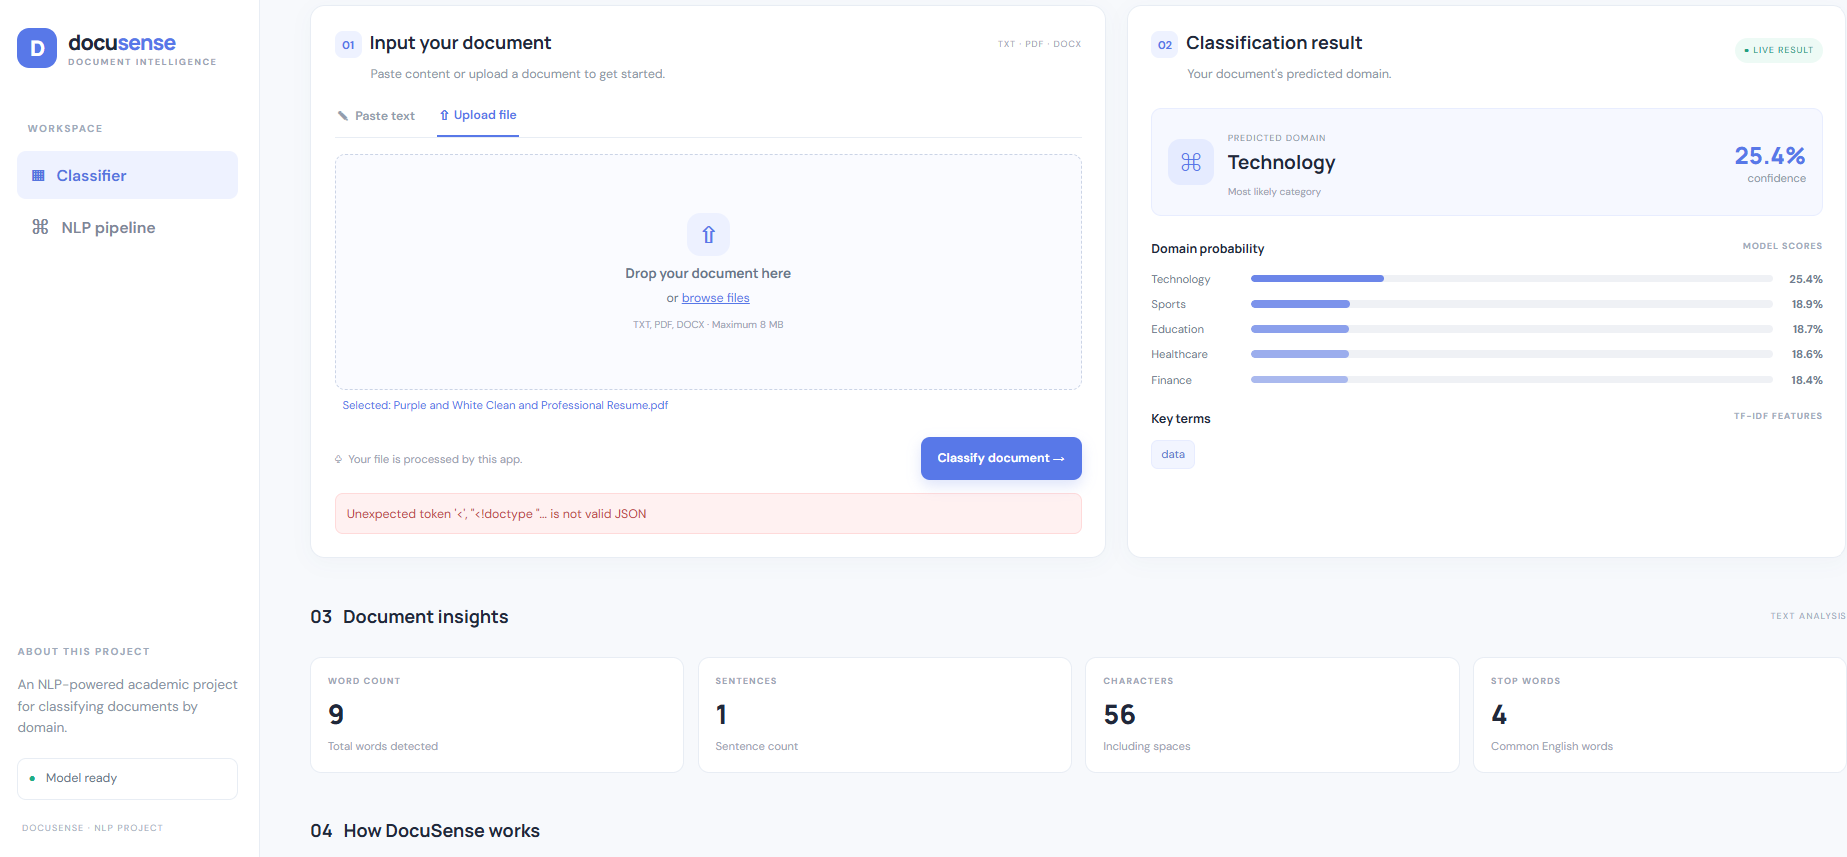 D
docusense
DOCUMENT INTELLIGENCE
WORKSPACE
Classifier
NLP pipeline
ABOUT THIS PROJECT
An NLP-powered academic project
for classifying documents by
domain.
Model ready
DOCUSENSE · NLP PROJECT
01 Input your document
TXT · PDF · DOCX
Paste content or upload a document to get started.
Paste text
⇧ Upload file
⇧
Drop your document here
or browse files
TXT, PDF, DOCX · Maximum 8 MB
Selected: Purple and White Clean and Professional Resume.pdf
Your file is processed by this app.
Classify document →
Unexpected token '<', "<!doctype "... is not valid JSON
02 Classification result
• LIVE RESULT
Your document's predicted domain.
⌘
PREDICTED DOMAIN
Technology
Most likely category
25.4%
confidence
Domain probability
MODEL SCORES
Technology 25.4%
Sports 18.9%
Education 18.7%
Healthcare 18.6%
Finance 18.4%
Key terms
TF-IDF FEATURES
data
03 Document insights
TEXT ANALYSIS
WORD COUNT
9
Total words detected
SENTENCES
1
Sentence count
CHARACTERS
56
Including spaces
STOP WORDS
4
Common English words
04 How DocuSense works